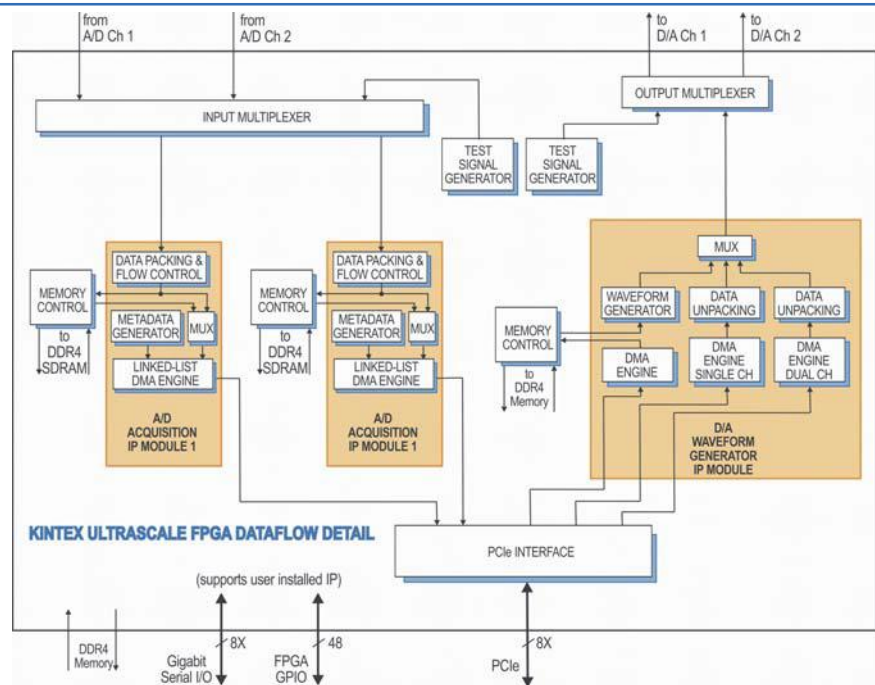 from
A/D Ch 1
from
A/D Ch 2
to
D/A Ch 1
to
D/A Ch 2
INPUT MULTIPLEXER
OUTPUT MULTIPLEXER
TEST
SIGNAL
GENERATOR
TEST
SIGNAL
GENERATOR
DATA PACKING &
FLOW CONTROL
MEMORY
CONTROL
METADATA
GENERATOR
MUX
to
DDR4
SDRAM
LINKED-LIST
DMA ENGINE
A/D
ACQUISITION
IP MODULE 1
DATA PACKING &
FLOW CONTROL
MEMORY
CONTROL
METADATA
GENERATOR
MUX
to
DDR4
SDRAM
LINKED-LIST
DMA ENGINE
A/D
ACQUISITION
IP MODULE 1
MUX
WAVEFORM
GENERATOR
DATA
UNPACKING
DATA
UNPACKING
MEMORY
CONTROL
to
DDR4
Memory
DMA
ENGINE
DMA
ENGINE
SINGLE CH
DMA
ENGINE
DUAL CH
D/A
WAVEFORM
GENERATOR
IP MODULE
KINTEX ULTRASCALE FPGA DATAFLOW DETAIL
PCIe INTERFACE
(supports user installed IP)
DDR4
Memory
8X
Gigabit
Serial I/O
48
FPGA
GPIO
8X
PCIe